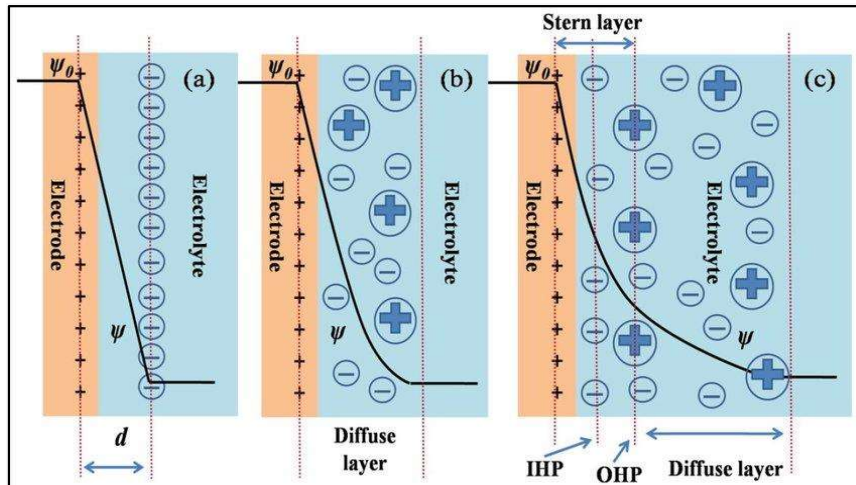 Stern layer
ψ0
(a)
Electrode
Electrolyte
ψ
d
ψ0
(b)
Electrode
Electrolyte
ψ
Diffuse
layer
ψ0
(c)
Electrode
Electrolyte
ψ
IHP
OHP
Diffuse layer